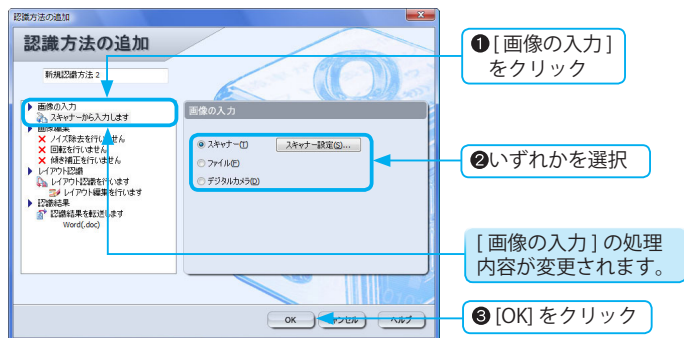 認識方法の追加
認識方法の追加
新規認識方法 2
画像の入力
スキャナーから入力します
画像編集
ノイズ除去を行いません
回転を行いません
傾き補正を行いません
レイアウト認識
レイアウト認識を行います
レイアウト編集を行います
認識結果
認識結果を転送します
Word(.doc)
画像の入力
スキャナー(T)
スキャナー設定(S)...
ファイル(F)
デジタルカメラ(D)
OK
キャンセル
ヘルプ
❶[画像の入力]
をクリック
❷いずれかを選択
[画像の入力]の処理
内容が変更されます。
❸[OK]をクリック